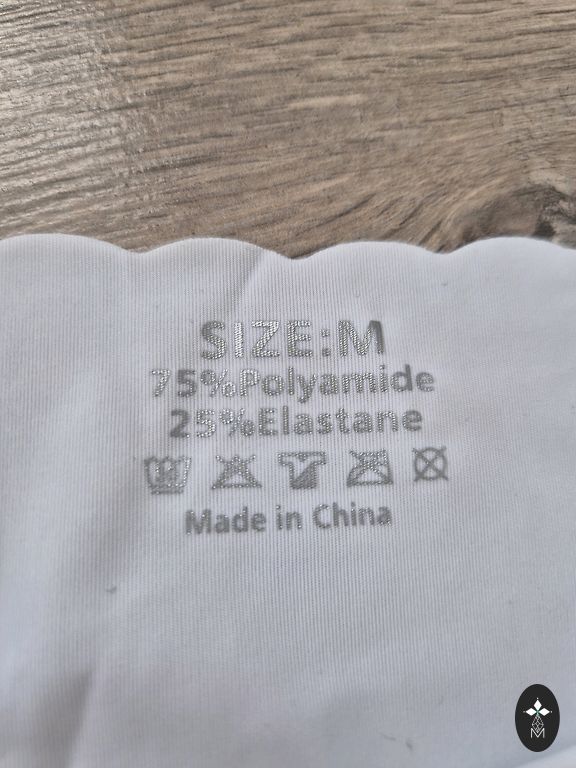 SIZE:M
75%Polyamide
25%Elastane
Made in China
M